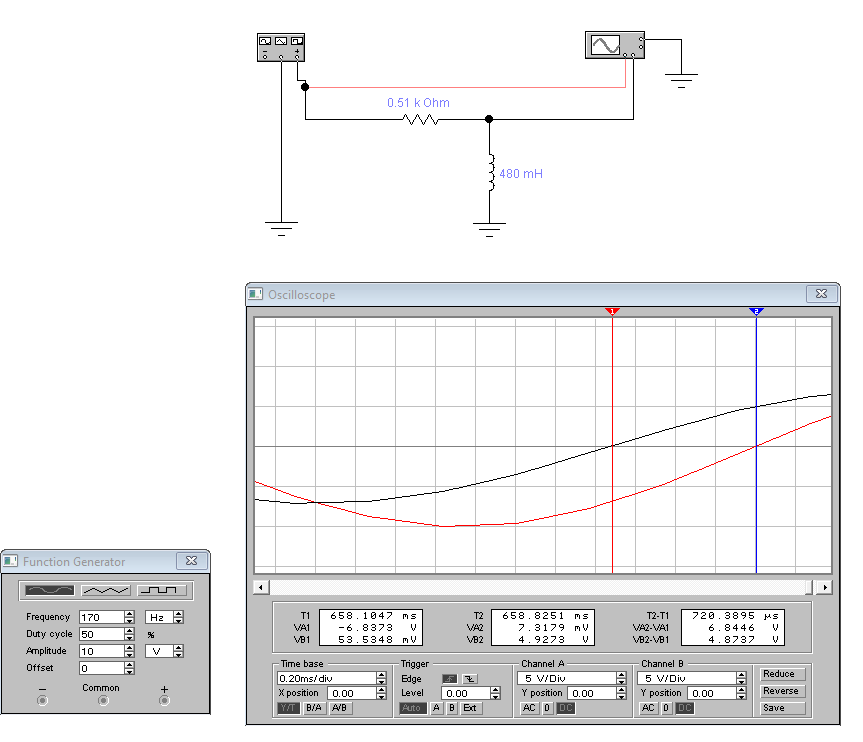 0.51 k Ohm
480 mH
Oscilloscope
1
2
T1 658.1047 ms
VA1 -6.8373 V
VB1 53.5348 mV
T2 658.8251 ms
VA2 7.3179 mV
VB2 4.9273 V
T2-T1 720.3895 µs
VA2-VA1 6.8446 V
VB2-VB1 4.8737 V
Time base
0.20ms/div
X position 0.00
Y/T B/A A/B
Trigger
Edge
Level 0.00
Auto A B Ext
Channel A
5 V/Div
Y position 0.00
AC 0 DC
Channel B
5 V/Div
Y position 0.00
AC 0 DC
Reduce
Reverse
Save
Function Generator
Frequency 170 Hz
Duty cycle 50 %
Amplitude 10 V
Offset 0
− Common +